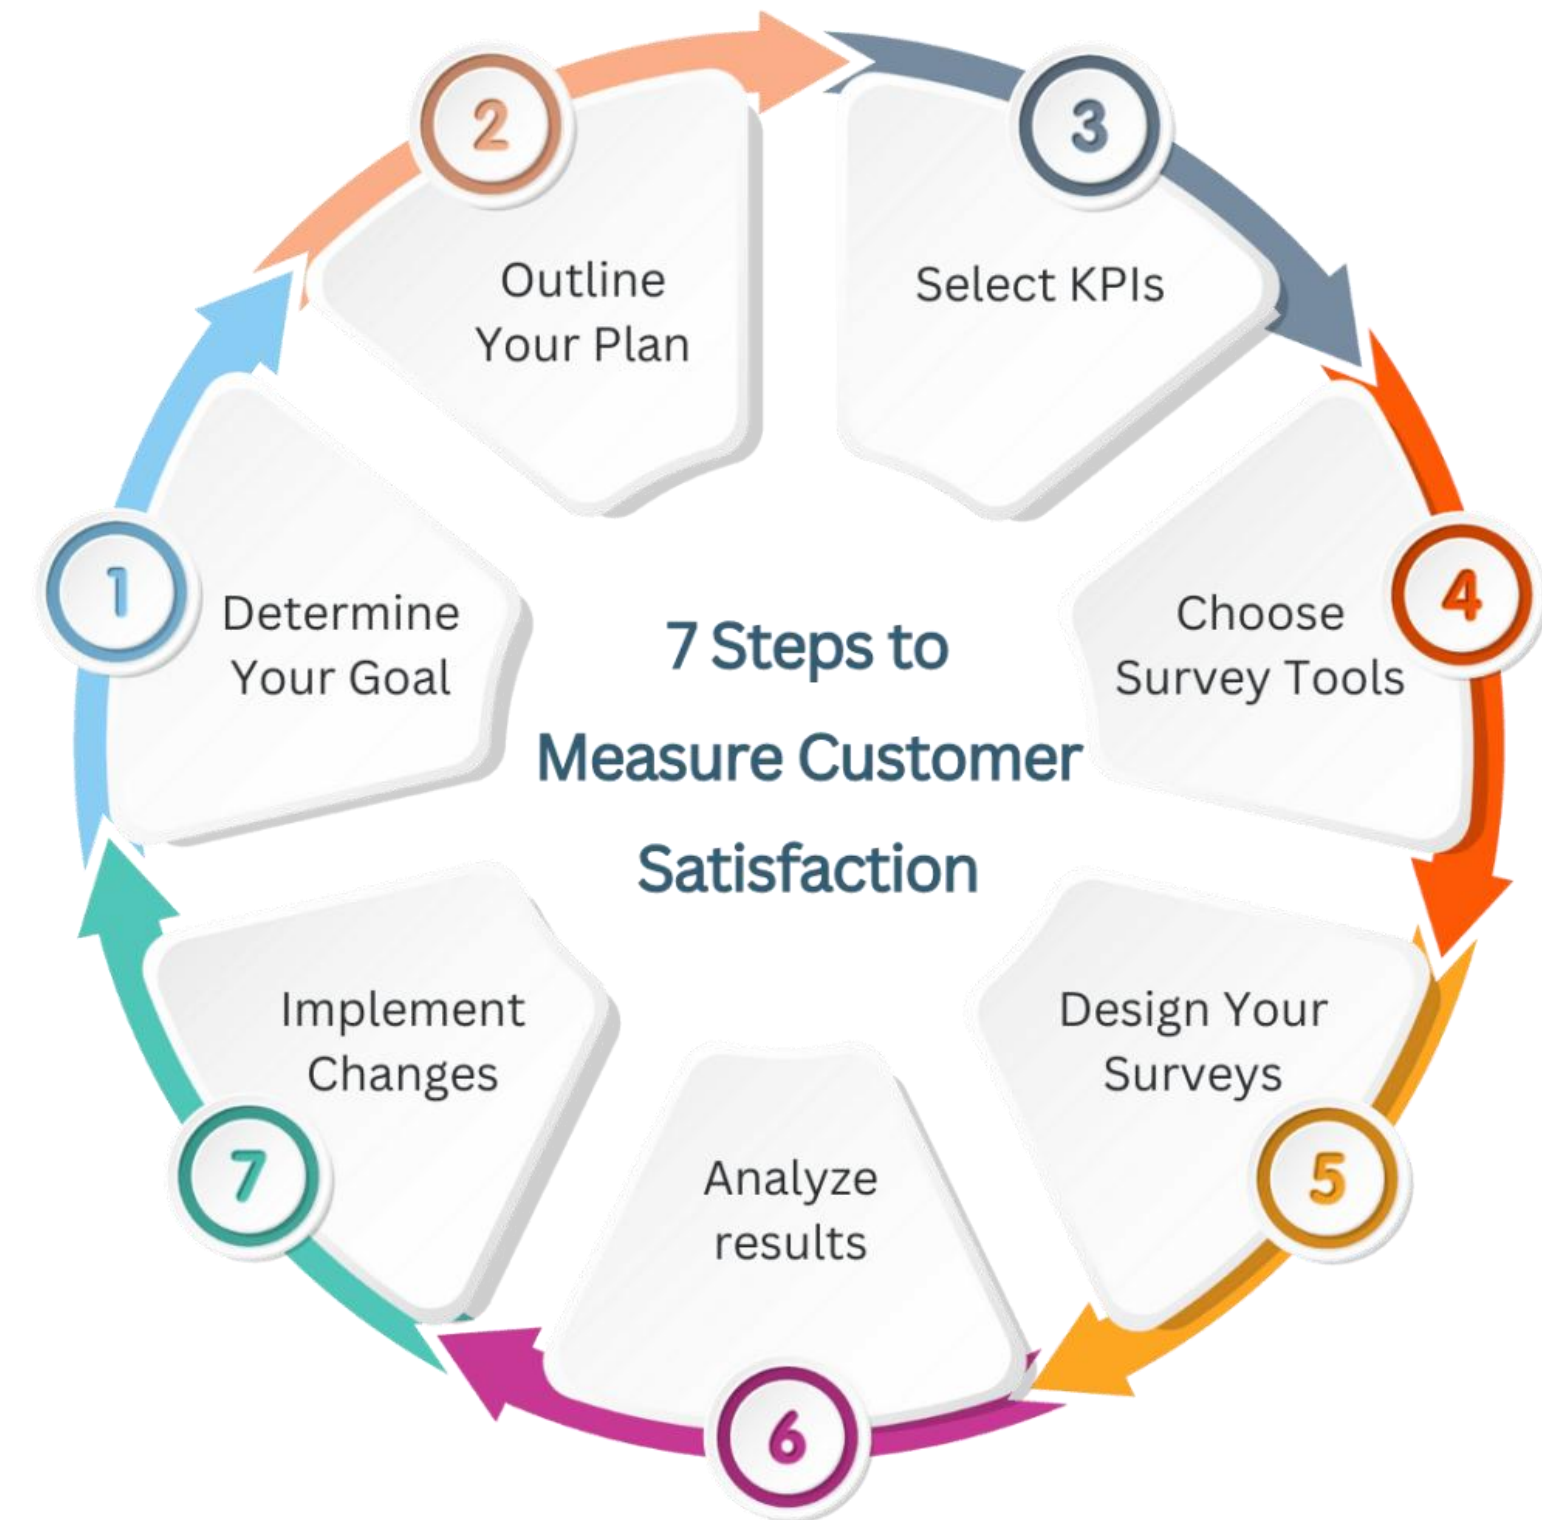 7 Steps to
Measure Customer
Satisfaction
1
Determine
Your Goal
2
Outline
Your Plan
3
Select KPIs
4
Choose
Survey Tools
5
Design Your
Surveys
6
Analyze
results
7
Implement
Changes